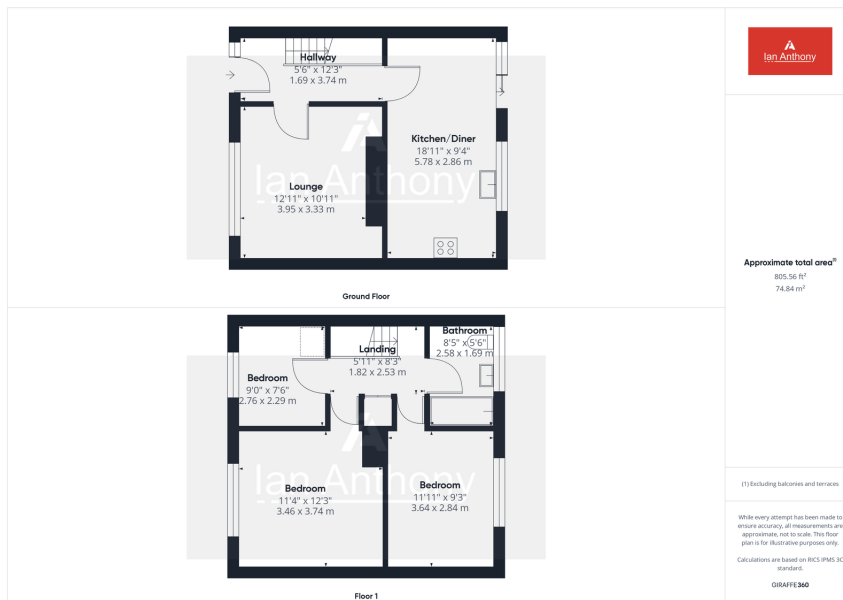 Hallway
5'6" x 12'3"
1.69 x 3.74 m
Kitchen/Diner
18'11" x 9'4"
5.78 x 2.86 m
Lounge
12'11" x 10'11"
3.95 x 3.33 m
Ian Anthony
Ground Floor
Bathroom
8'5" x 5'6"
2.58 x 1.69 m
Landing
5'11" x 8'3"
1.82 x 2.53 m
Bedroom
9'0" x 7'6"
2.76 x 2.29 m
Bedroom
11'4" x 12'3"
3.46 x 3.74 m
Bedroom
11'11" x 9'3"
3.64 x 2.84 m
Ian Anthony
Floor 1
Ian Anthony
Approximate total area⁽¹⁾
805.56 ft²
74.84 m²
(1) Excluding balconies and terraces
While every attempt has been made to
ensure accuracy, all measurements are
approximate, not to scale. This floor
plan is for illustrative purposes only.
Calculations are based on RICS IPMS 3C
standard.
GIRAFFE360